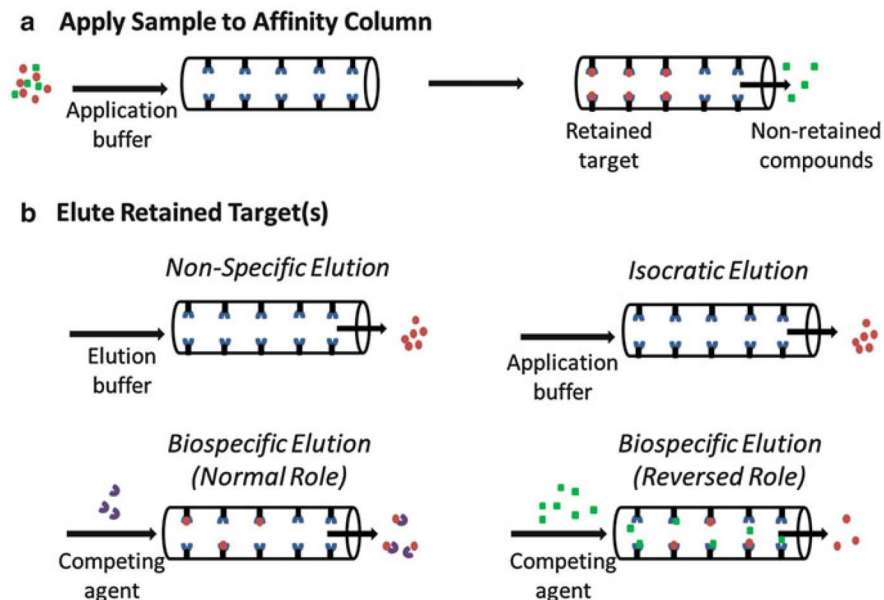 a Apply Sample to Affinity Column
Application
buffer
Retained
target
Non-retained
compounds
b Elute Retained Target(s)
Non-Specific Elution
Elution
buffer
Isocratic Elution
Application
buffer
Biospecific Elution
(Normal Role)
Competing
agent
Biospecific Elution
(Reversed Role)
Competing
agent